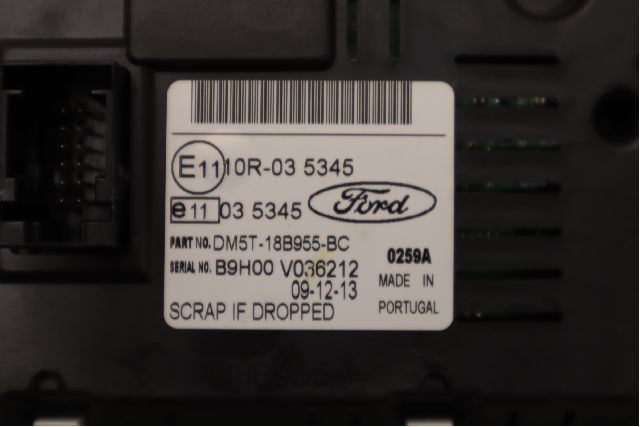 E11 10R-03 5345
e11 03 5345 Ford
PART NO. DM5T-18B955-BC
SERIAL NO. B9H00 V036212 0259A
09-12-13 MADE IN
SCRAP IF DROPPED PORTUGAL